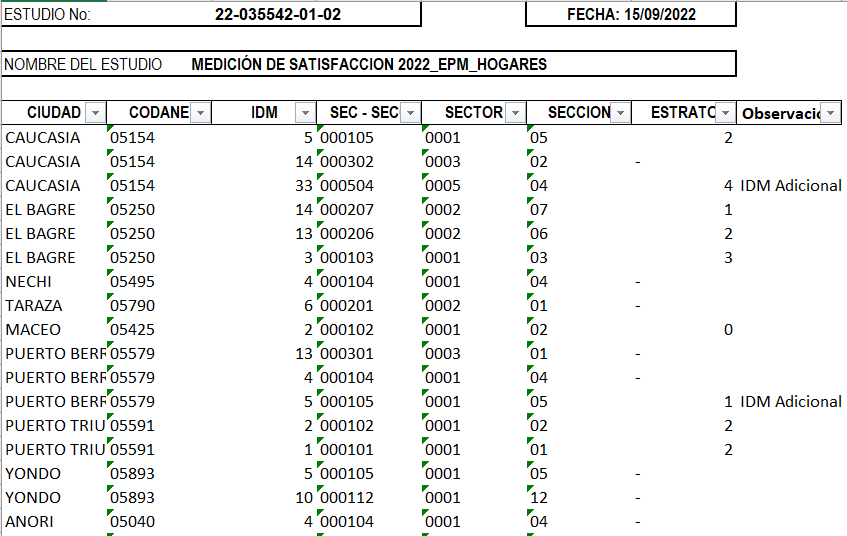 ESTUDIO No: 22-035542-01-02 FECHA: 15/09/2022
NOMBRE DEL ESTUDIO MEDICIÓN DE SATISFACCION 2022_EPM_HOGARES
CIUDAD CODANE IDM SEC - SEC SECTOR SECCION ESTRATO Observacio
CAUCASIA 05154 5 000105 0001 05 2
CAUCASIA 05154 14 000302 0003 02 -
CAUCASIA 05154 33 000504 0005 04 4 IDM Adicional
EL BAGRE 05250 14 000207 0002 07 1
EL BAGRE 05250 13 000206 0002 06 2
EL BAGRE 05250 3 000103 0001 03 3
NECHI 05495 4 000104 0001 04 -
TARAZA 05790 6 000201 0002 01 -
MACEO 05425 2 000102 0001 02 0
PUERTO BERR 05579 13 000301 0003 01 -
PUERTO BERR 05579 4 000104 0001 04 -
PUERTO BERR 05579 5 000105 0001 05 1 IDM Adicional
PUERTO TRIU 05591 2 000102 0001 02 2
PUERTO TRIU 05591 1 000101 0001 01 2
YONDO 05893 5 000105 0001 05 -
YONDO 05893 10 000112 0001 12 -
ANORI 05040 4 000104 0001 04 -